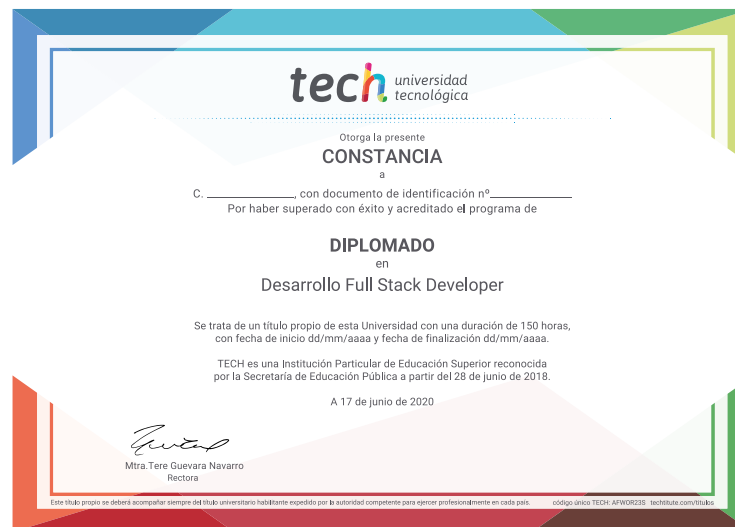 tech universidad
tecnológica
Otorga la presente
CONSTANCIA
a
C. ______________, con documento de identificación nº______________
Por haber superado con éxito y acreditado el programa de
DIPLOMADO
en
Desarrollo Full Stack Developer
Se trata de un título propio de esta Universidad con una duración de 150 horas,
con fecha de inicio dd/mm/aaaa y fecha de finalización dd/mm/aaaa.
TECH es una Institución Particular de Educación Superior reconocida
por la Secretaría de Educación Pública a partir del 28 de junio de 2018.
A 17 de junio de 2020
Mtra.Tere Guevara Navarro
Rectora
Este título propio se deberá acompañar siempre del título universitario habilitante expedido por la autoridad competente para ejercer profesionalmente en cada país. código único TECH: AFWOR235 techtitute.com/titulos